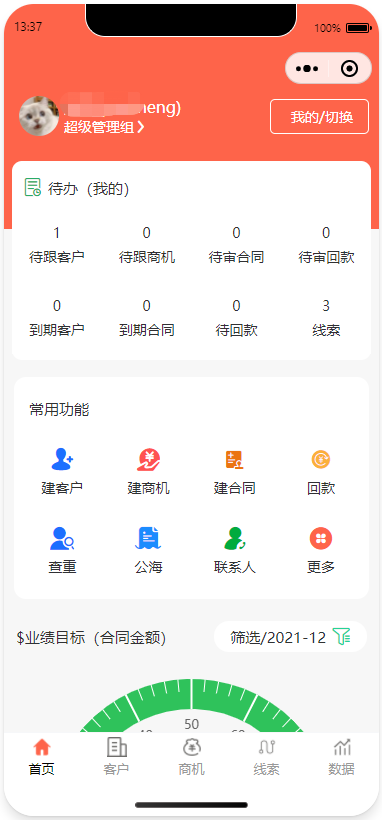 13:37 100%
heng)
超级管理组
我的/切换
待办（我的）
1 0 0 0
待跟客户 待跟商机 待审合同 待审回款
0 0 0 3
到期客户 到期合同 待回款 线索
常用功能
建客户 建商机 建合同 回款
查重 公海 联系人 更多
$业绩目标（合同金额） 筛选/2021-12
40 50 60
首页 客户 商机 线索 数据